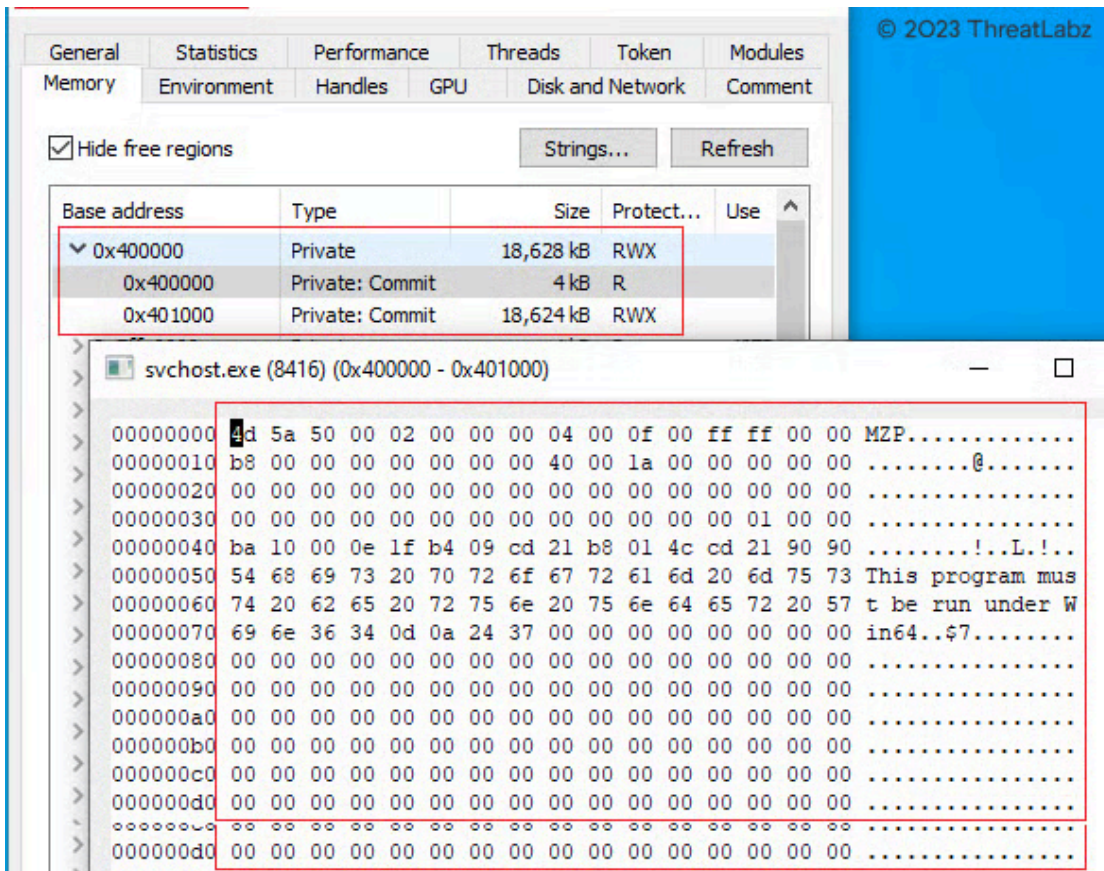 © 2023 ThreatLabz
General Statistics Performance Threads Token Modules
Memory Environment Handles GPU Disk and Network Comment
Hide free regions Strings... Refresh
Base address Type Size Protect... Use
0x400000 Private 18,628 kB RWX
0x400000 Private: Commit 4 kB R
0x401000 Private: Commit 18,624 kB RWX
svchost.exe (8416) (0x400000 - 0x401000)
00000000 4d 5a 50 00 02 00 00 00 04 00 0f 00 ff ff 00 00 MZP.............
00000010 b8 00 00 00 00 00 00 00 40 00 1a 00 00 00 00 00 ........@.......
00000020 00 00 00 00 00 00 00 00 00 00 00 00 00 00 00 00 ................
00000030 00 00 00 00 00 00 00 00 00 00 00 00 00 01 00 00 ................
00000040 ba 10 00 0e 1f b4 09 cd 21 b8 01 4c cd 21 90 90 ........!..L.!..
00000050 54 68 69 73 20 70 72 6f 67 72 61 6d 20 6d 75 73 This program mus
00000060 74 20 62 65 20 72 75 6e 20 75 6e 64 65 72 20 57 t be run under W
00000070 69 6e 36 34 0d 0a 24 37 00 00 00 00 00 00 00 00 in64..$7........
00000080 00 00 00 00 00 00 00 00 00 00 00 00 00 00 00 00 ................
00000090 00 00 00 00 00 00 00 00 00 00 00 00 00 00 00 00 ................
000000a0 00 00 00 00 00 00 00 00 00 00 00 00 00 00 00 00 ................
000000b0 00 00 00 00 00 00 00 00 00 00 00 00 00 00 00 00 ................
000000c0 00 00 00 00 00 00 00 00 00 00 00 00 00 00 00 00 ................
000000d0 00 00 00 00 00 00 00 00 00 00 00 00 00 00 00 00 ................
000000d0 00 00 00 00 00 00 00 00 00 00 00 00 00 00 00 00 ................